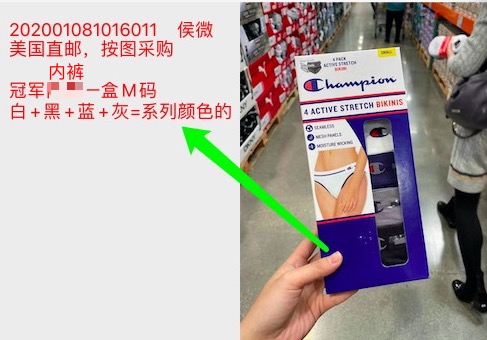 202001081016011 侯微
美国直邮，按图采购
内裤
冠军
一盒M码
白+黑+蓝+灰=系列颜色的
4 PACK
ACTIVE STRETCH
BIKINI
SMALL
Champion
4 ACTIVE STRETCH BIKINIS
SEAMLESS
MESH PANELS
MOISTURE WICKING